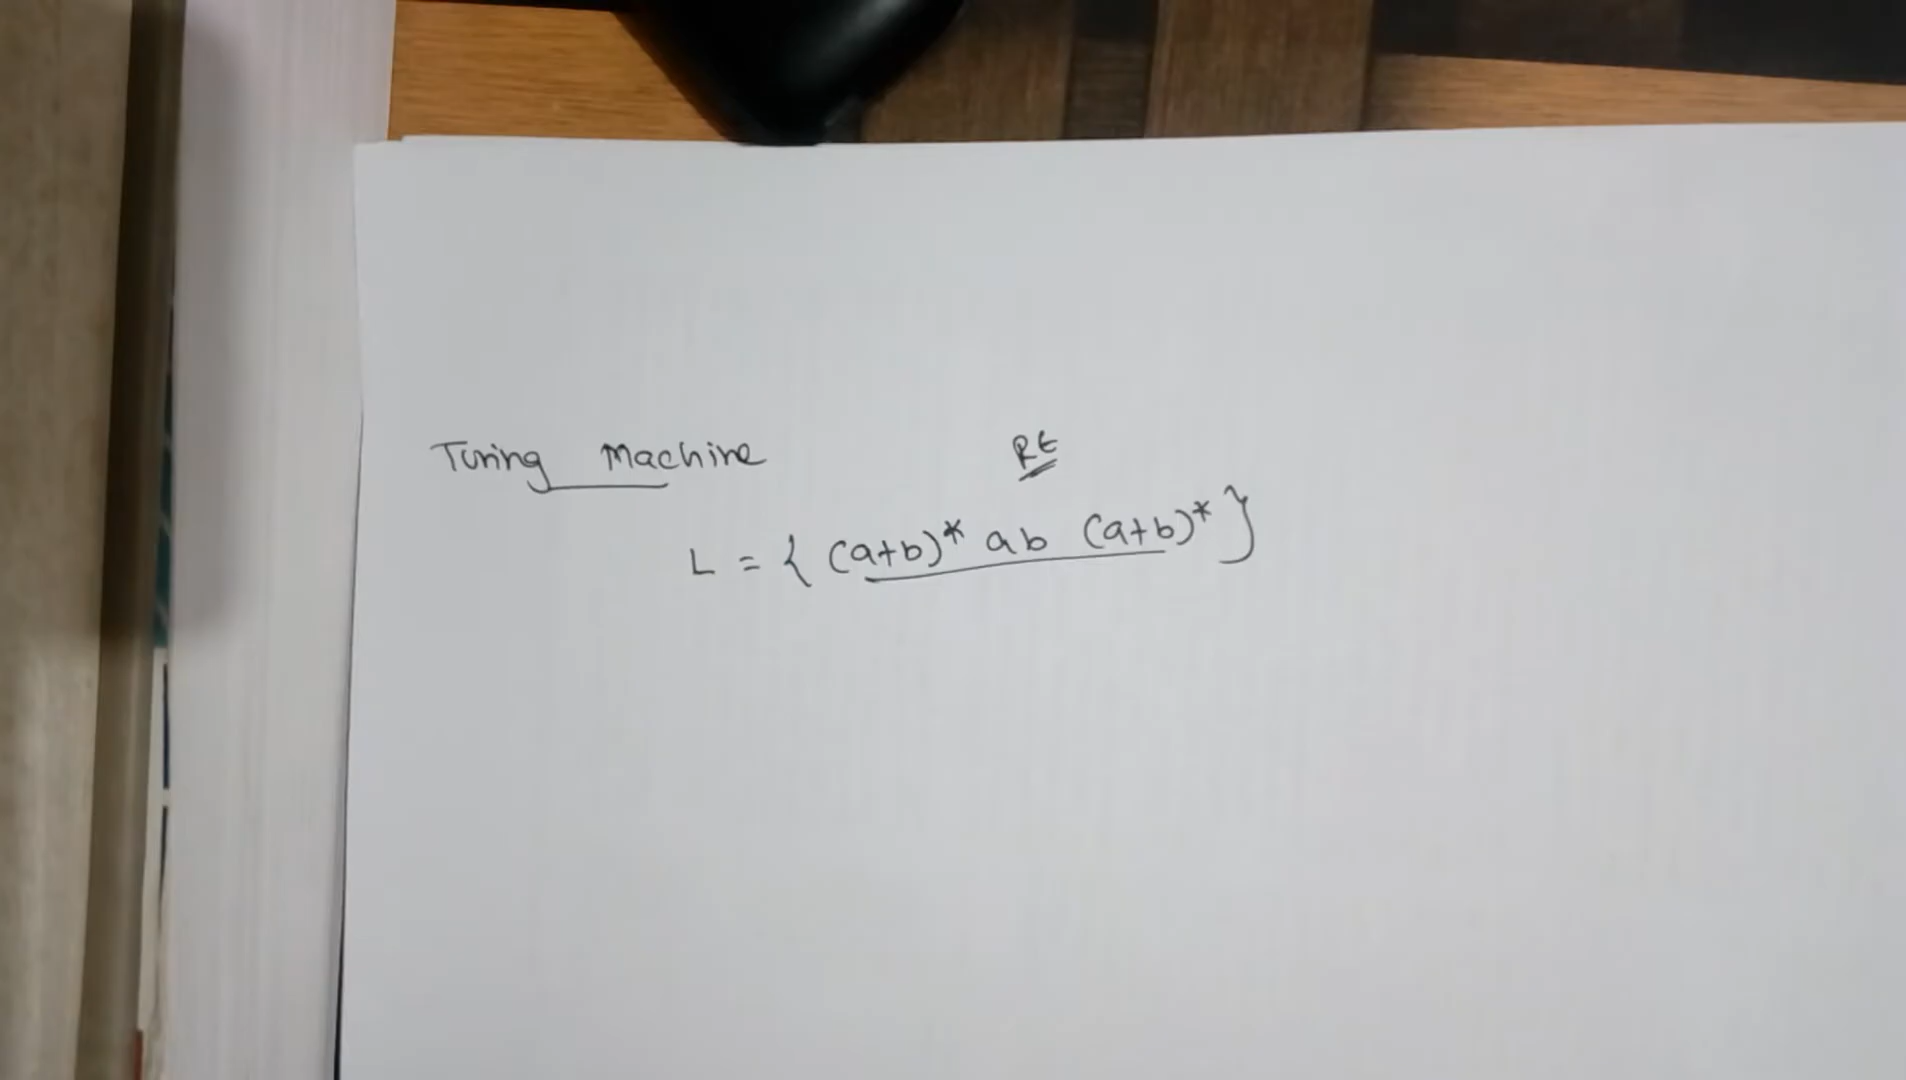 Turing Machine
RE
L = { (a+b)* ab (a+b)* }